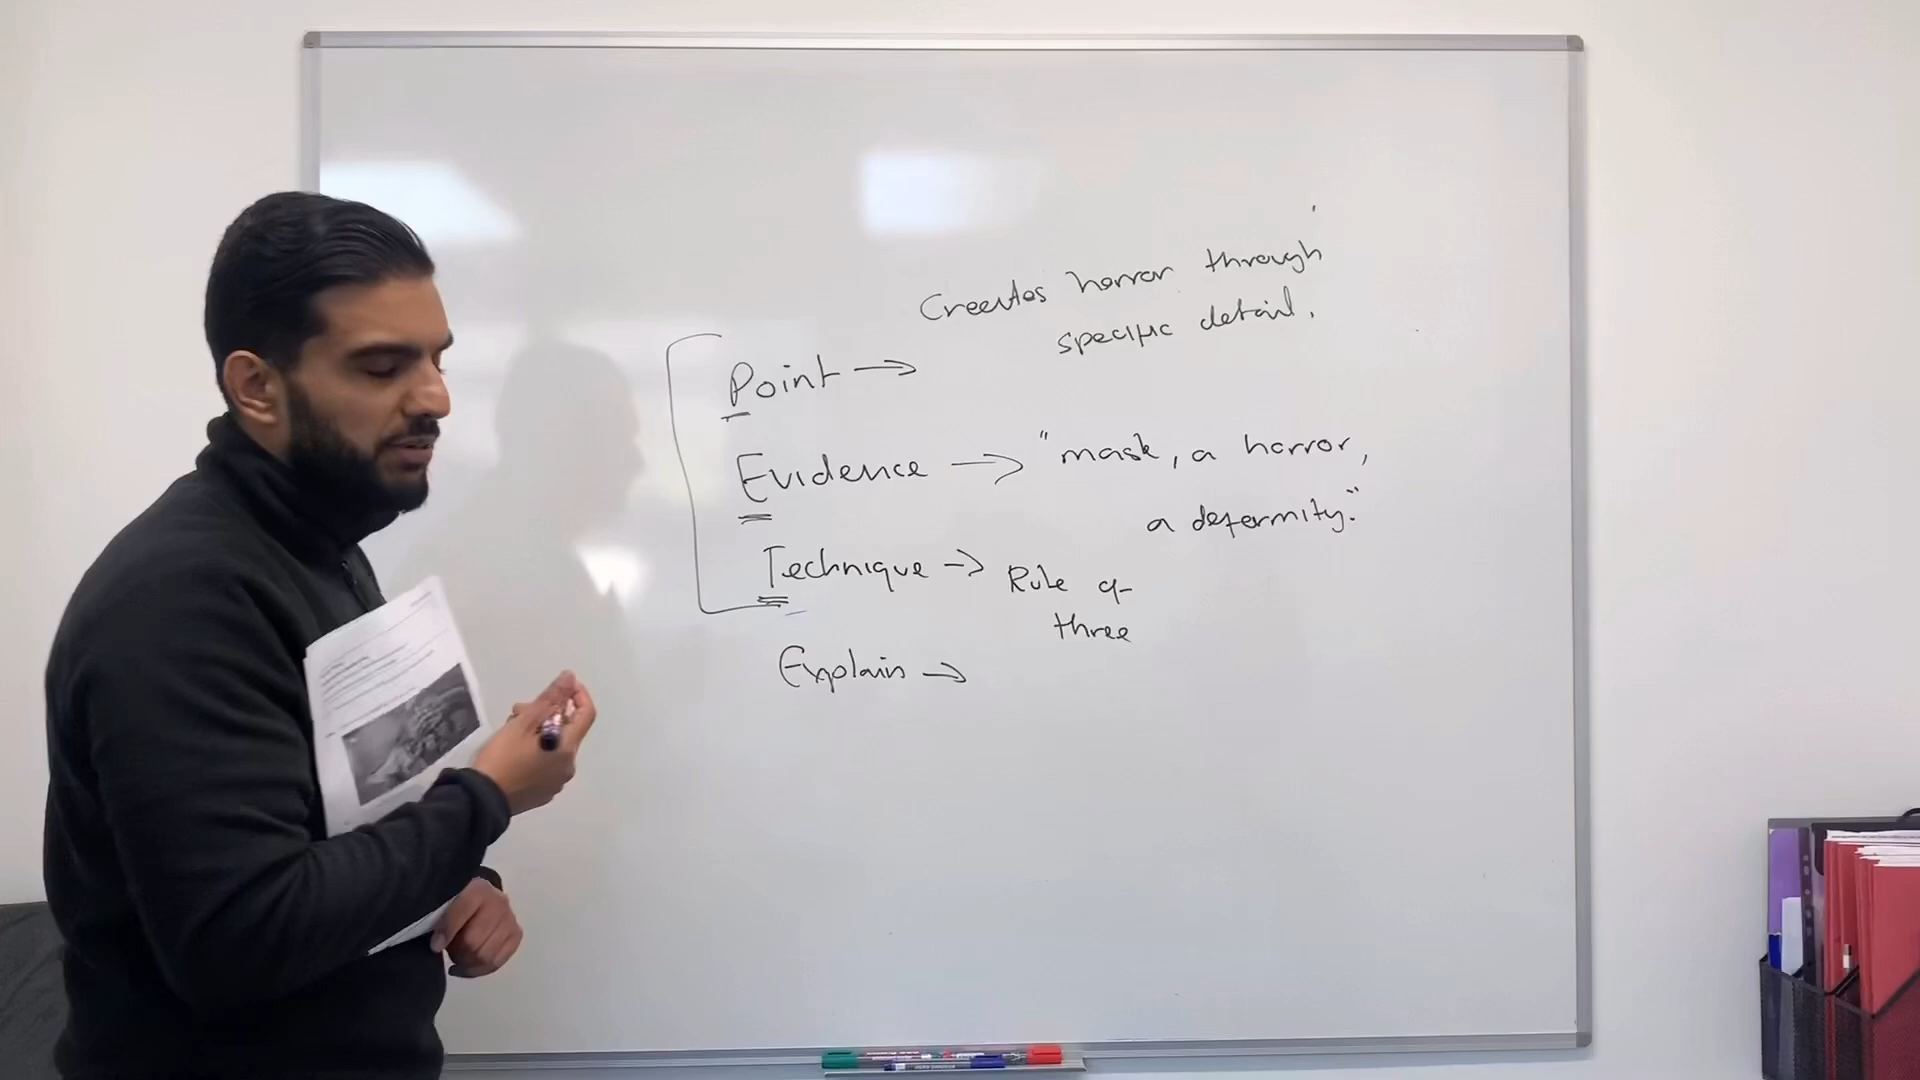 Creates horror through
specific detail.
Point →
Evidence → "mask, a horror,
a deformity."
Technique → Rule of
three
Explain →